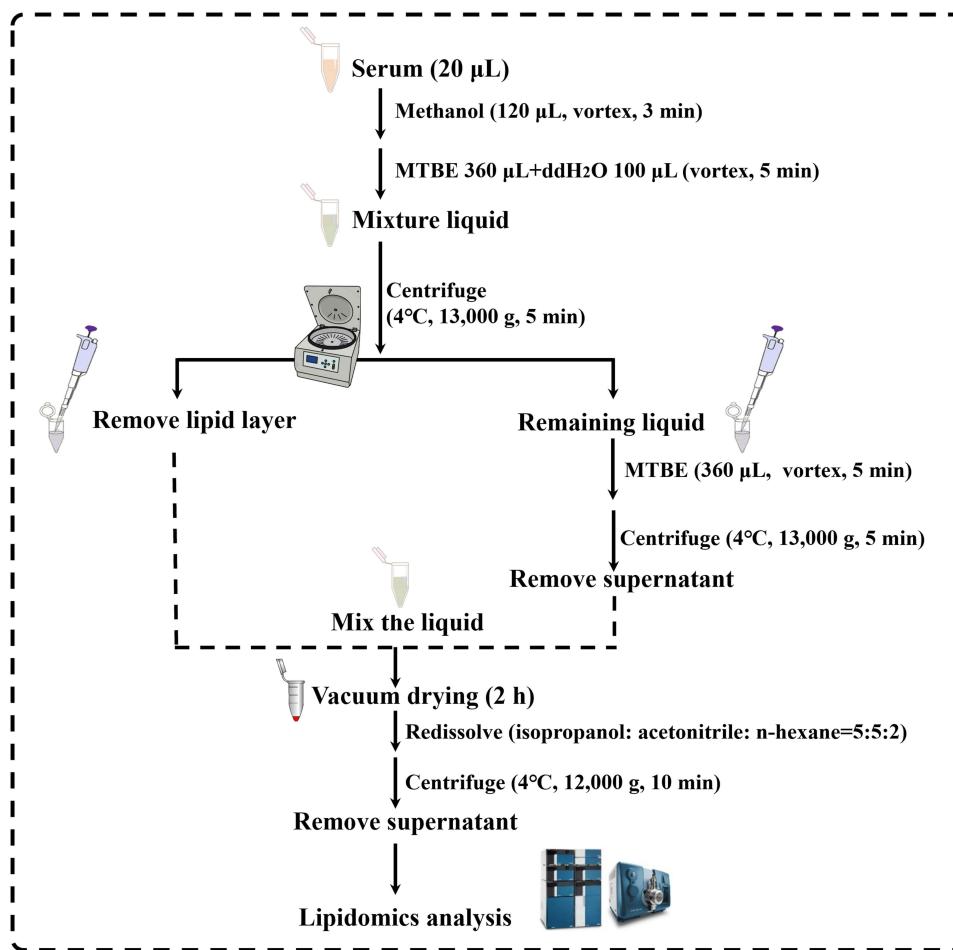 Serum (20 μL)
Methanol (120 μL, vortex, 3 min)
MTBE 360 μL+ddH2O 100 μL (vortex, 5 min)
Mixture liquid
Centrifuge
(4℃, 13,000 g, 5 min)
Remove lipid layer
Remaining liquid
MTBE (360 μL, vortex, 5 min)
Centrifuge (4℃, 13,000 g, 5 min)
Remove supernatant
Mix the liquid
Vacuum drying (2 h)
Redissolve (isopropanol: acetonitrile: n-hexane=5:5:2)
Centrifuge (4℃, 12,000 g, 10 min)
Remove supernatant
Lipidomics analysis